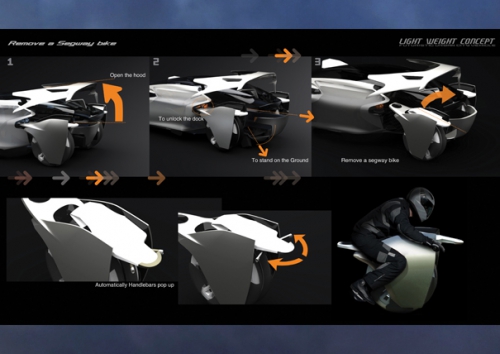 Remove a Segway bike
LIGHT WEIGHT CONCEPT
1
Open the hood
2
To unlock the dock
To stand on the Ground
3
Remove a segway bike
Automatically Handlebars pop up